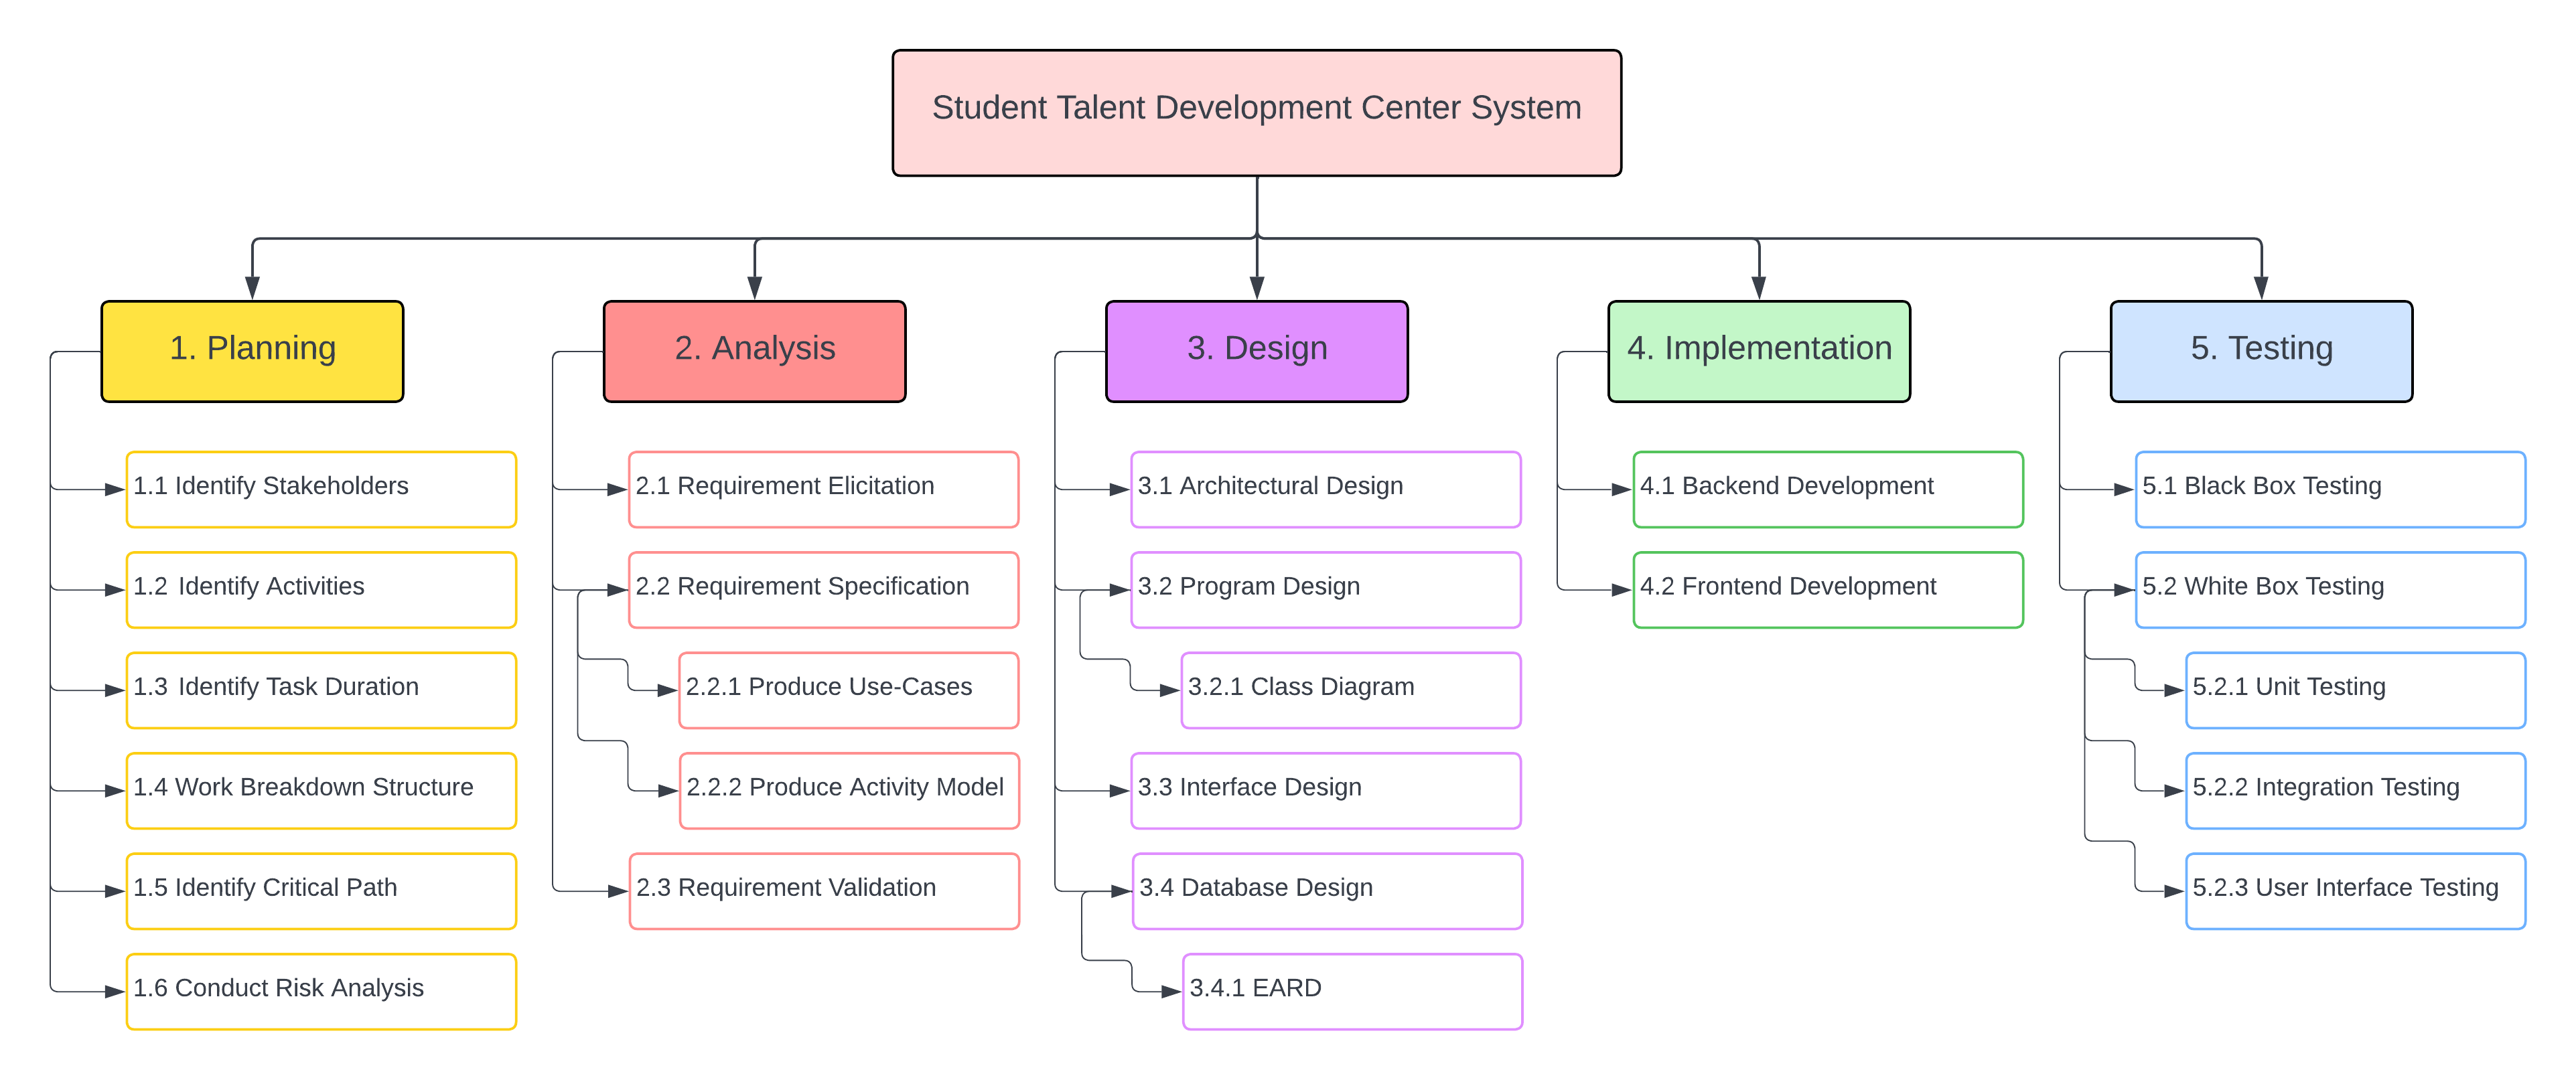 Student Talent Development Center System
1. Planning
1.1 Identify Stakeholders
1.2 Identify Activities
1.3 Identify Task Duration
1.4 Work Breakdown Structure
1.5 Identify Critical Path
1.6 Conduct Risk Analysis
2. Analysis
2.1 Requirement Elicitation
2.2 Requirement Specification
2.2.1 Produce Use-Cases
2.2.2 Produce Activity Model
2.3 Requirement Validation
3. Design
3.1 Architectural Design
3.2 Program Design
3.2.1 Class Diagram
3.3 Interface Design
3.4 Database Design
3.4.1 EARD
4. Implementation
4.1 Backend Development
4.2 Frontend Development
5. Testing
5.1 Black Box Testing
5.2 White Box Testing
5.2.1 Unit Testing
5.2.2 Integration Testing
5.2.3 User Interface Testing